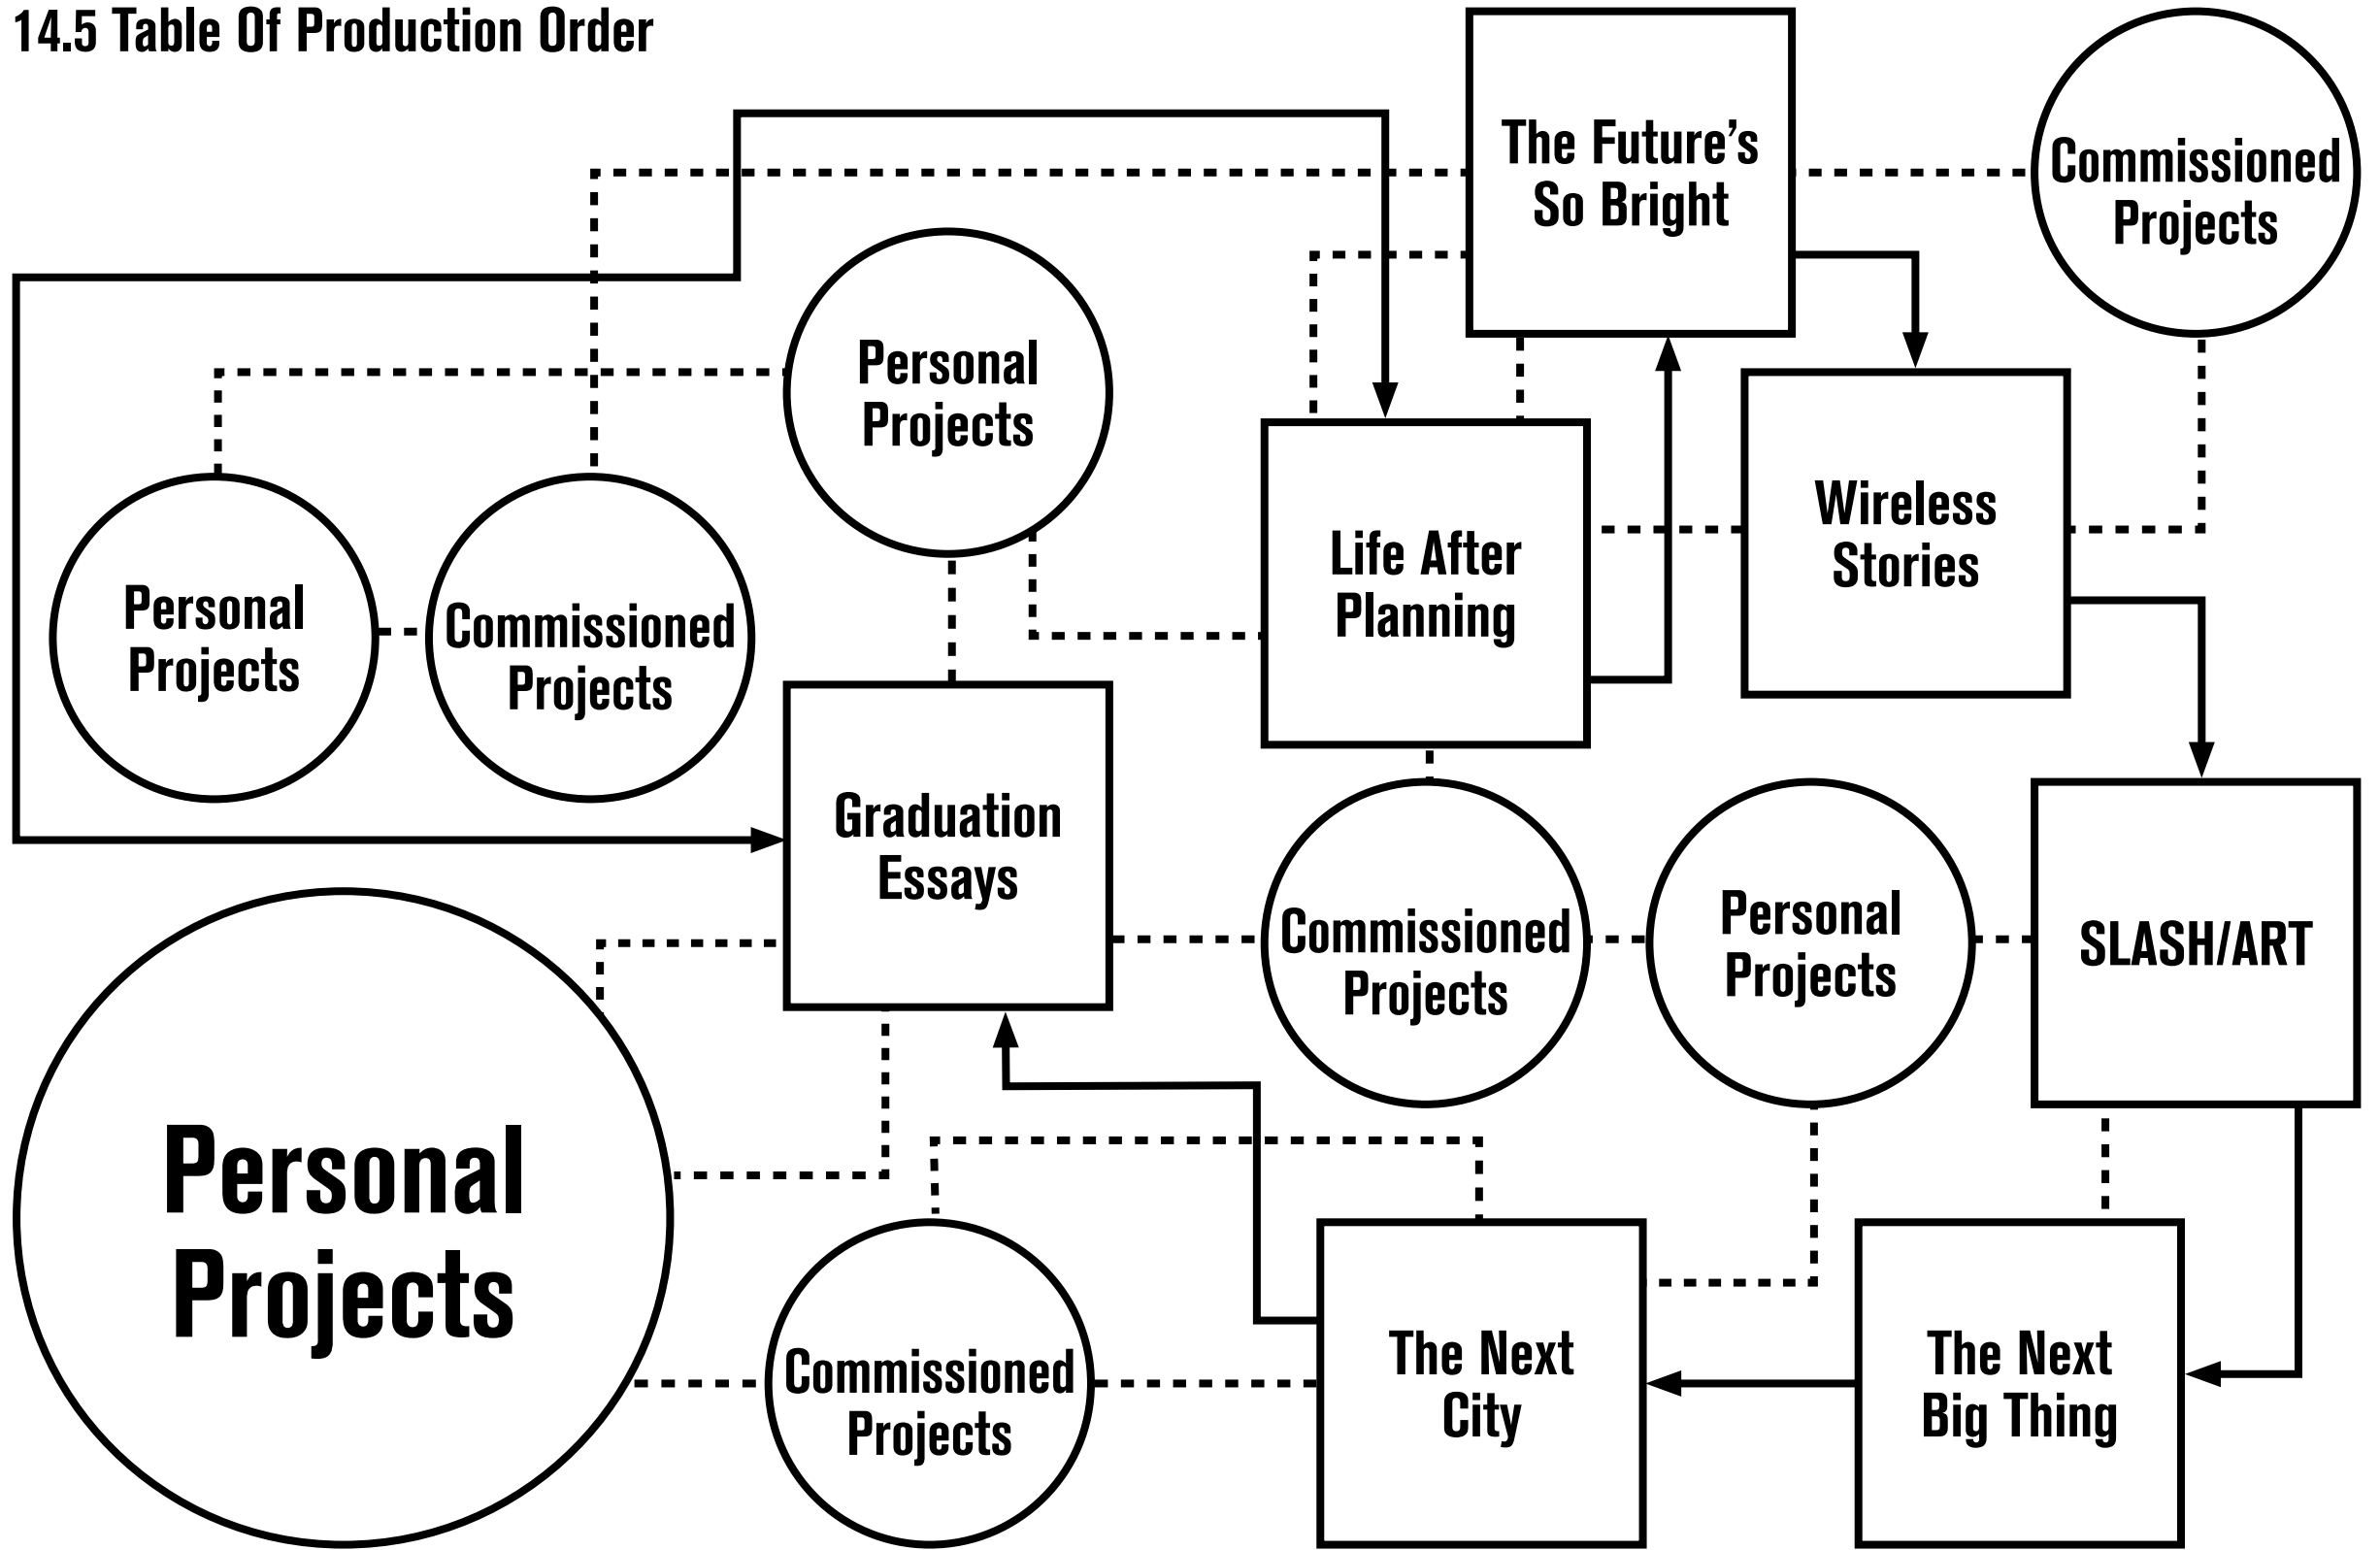 14.5 Table Of Production Order
The Future’s
So Bright
Commissioned
Projects
Personal
Projects
Life After
Planning
Wireless
Stories
Personal
Projects
Commissioned
Projects
Graduation
Essays
Commissioned
Projects
Personal
Projects
SLASH/ART
Personal
Projects
Commissioned
Projects
The Next
City
The Next
Big Thing